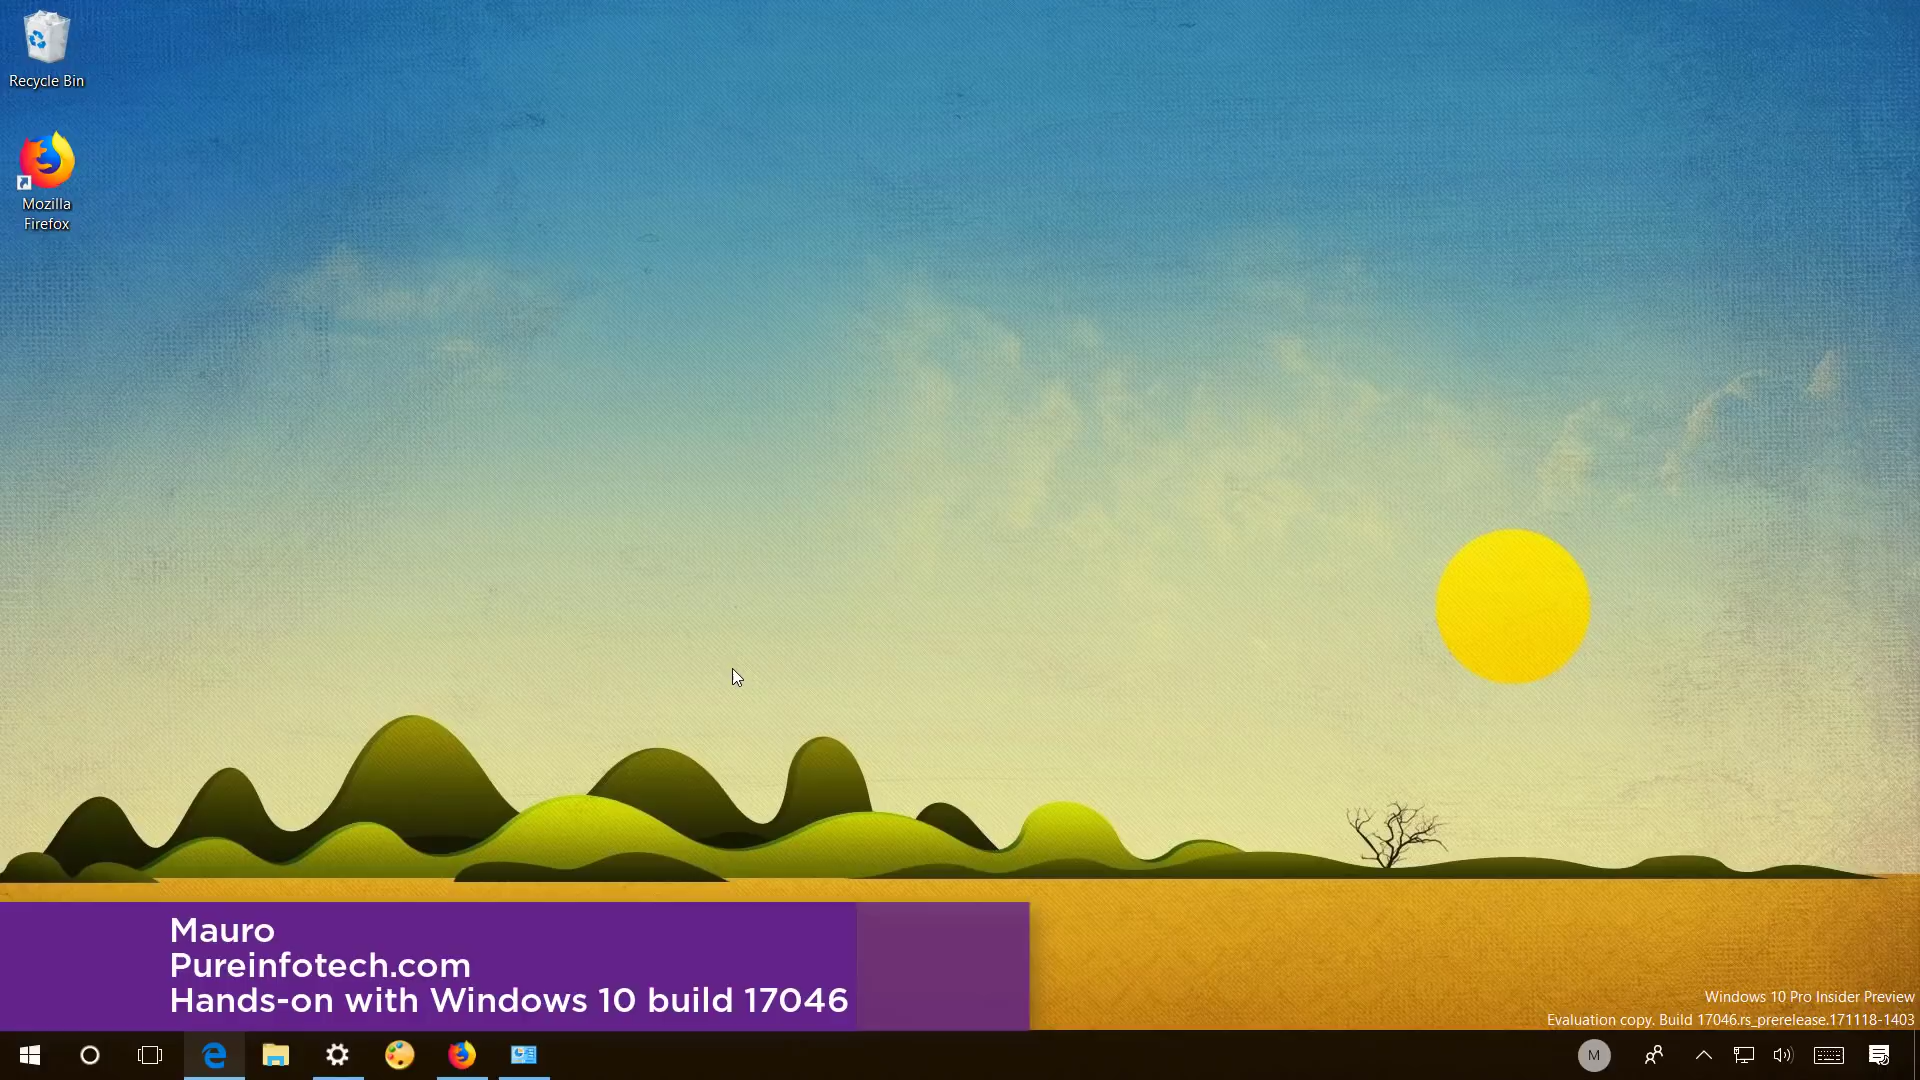 Recycle Bin
Mozilla
Firefox
Mauro
Pureinfotech.com
Hands-on with Windows 10 build 17046
Windows 10 Pro Insider Preview
Evaluation copy. Build 17046.rs_prerelease.171118-1403
M